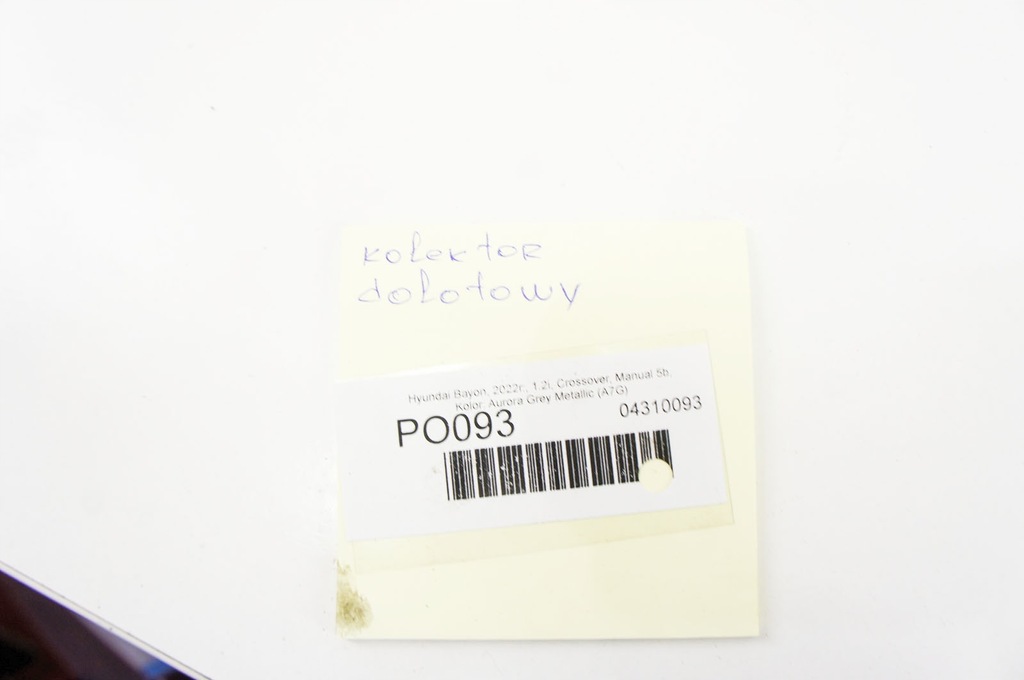 kolektor
dolotowy
Hyundai Bayon, 2022r., 1.2i, Crossover, Manual 5b,
Kolor: Aurora Grey Metallic (A7G)
PO093 04310093